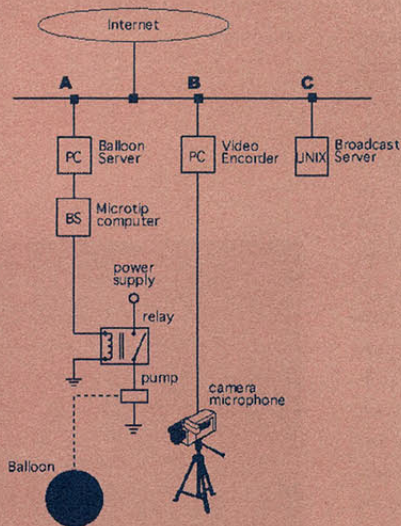 Internet
A
B
C
PC
Balloon
Server
PC
Video
Encorder
UNIX
Broadcast
Server
BS
Microtip
computer
power
supply
relay
pump
camera
microphone
Balloon